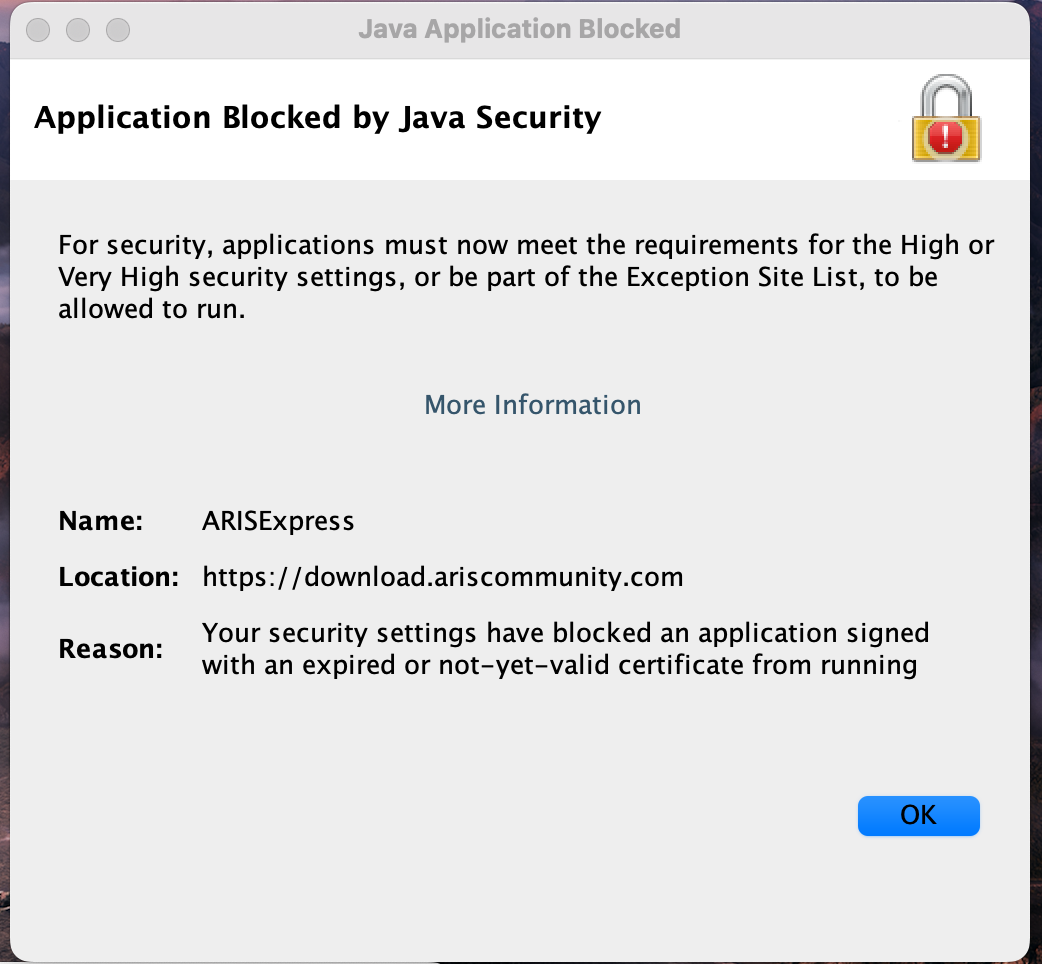 Java Application Blocked
Application Blocked by Java Security
For security, applications must now meet the requirements for the High or
Very High security settings, or be part of the Exception Site List, to be
allowed to run.
More Information
Name: ARISExpress
Location: https://download.ariscommunity.com
Reason: Your security settings have blocked an application signed
with an expired or not-yet-valid certificate from running
OK